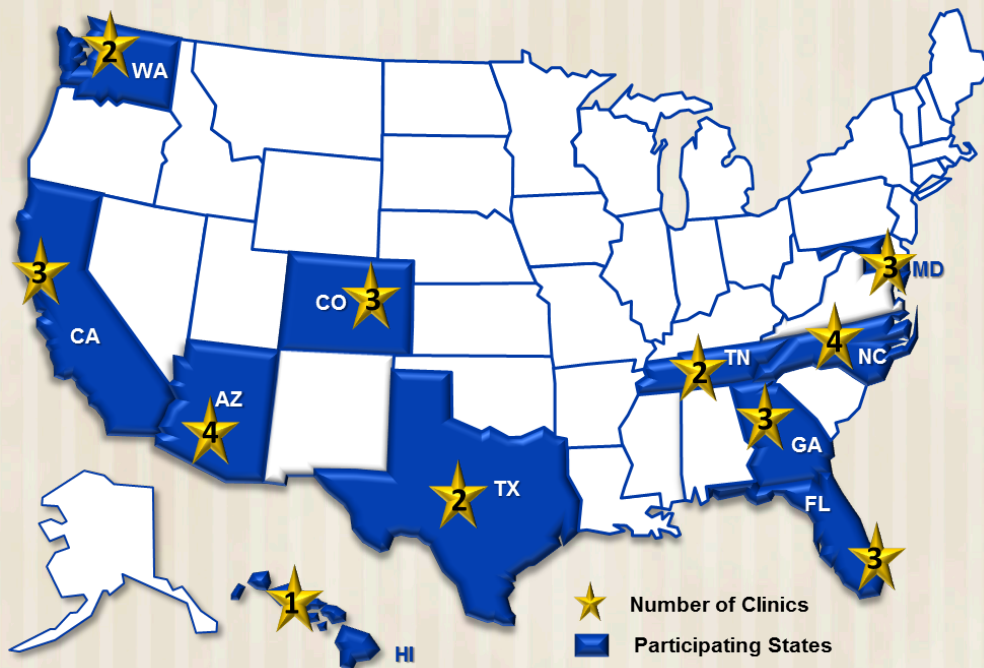 2
WA
3
CA
CO
3
AZ
4
2
TX
3
MD
4
NC
2
TN
3
GA
FL
3
1
HI
Number of Clinics
Participating States